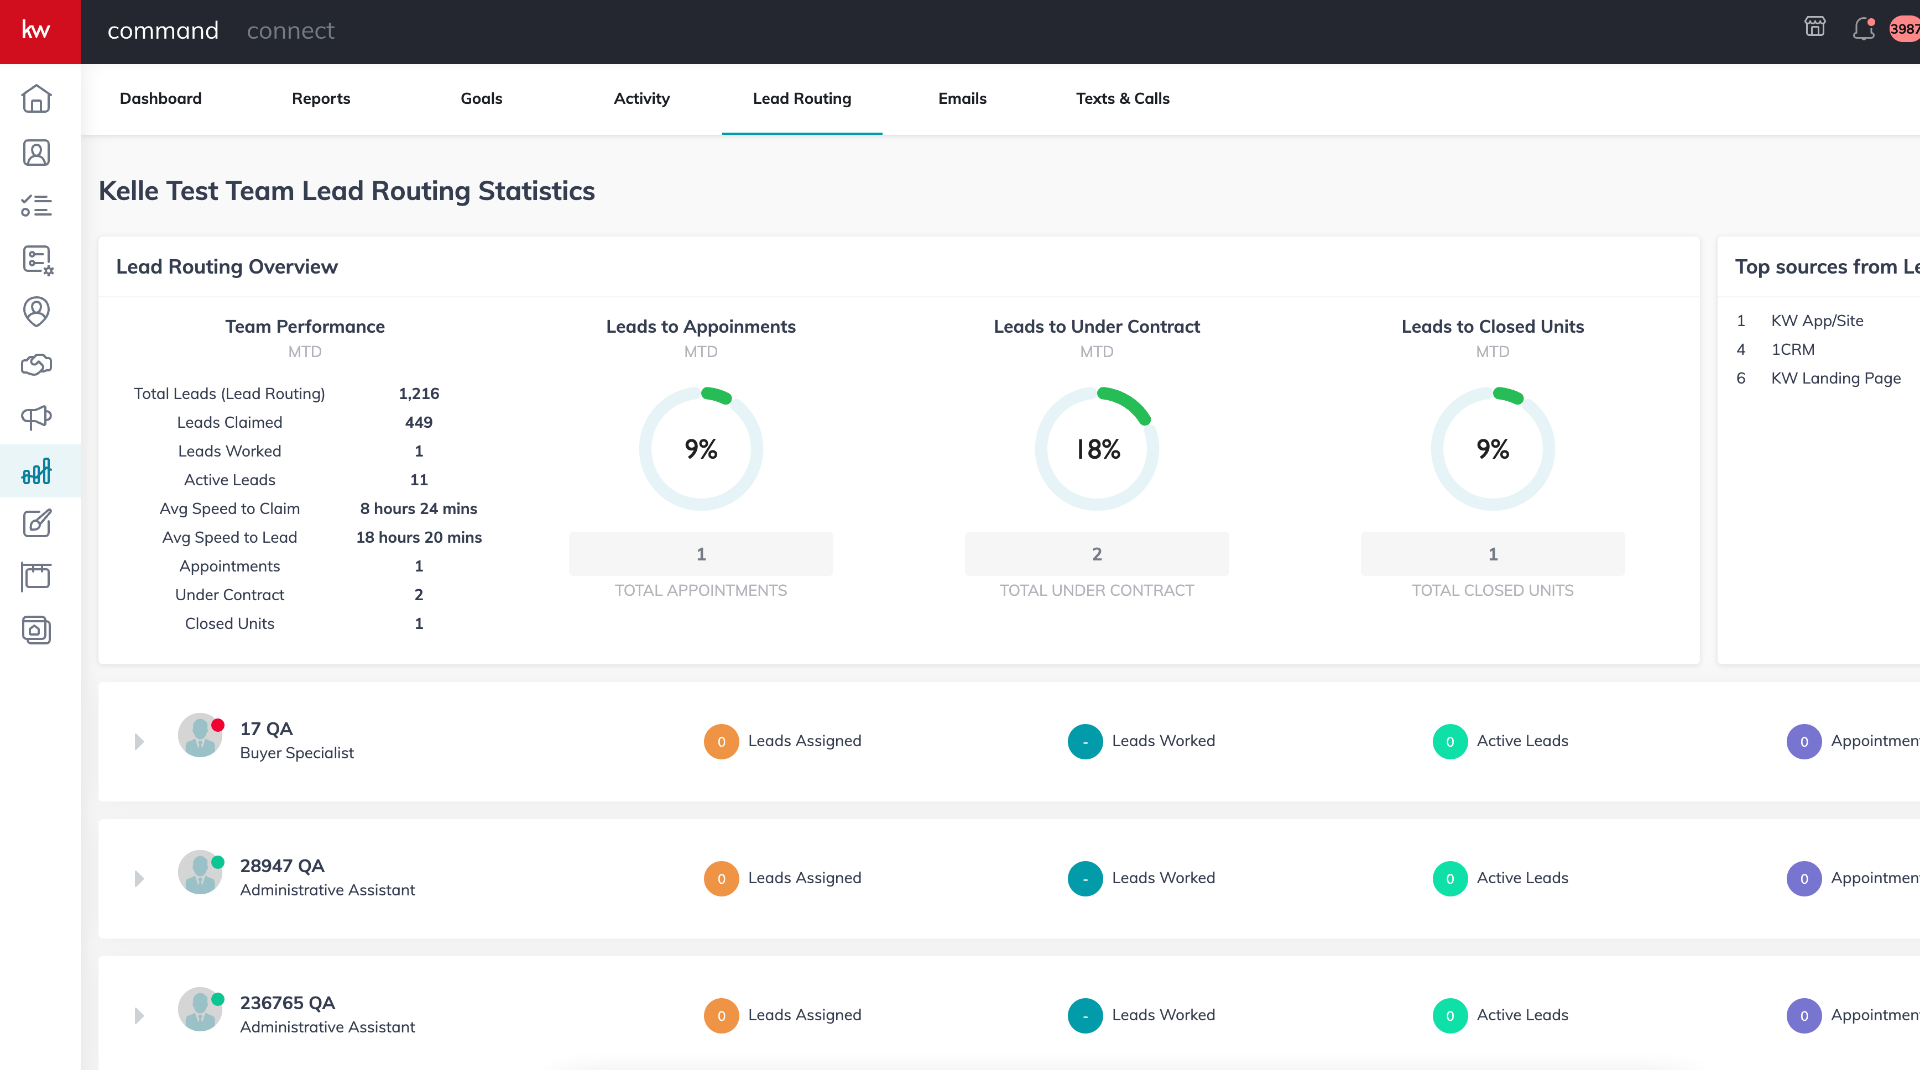 kw
command connect
3987
Dashboard Reports Goals Activity Lead Routing Emails Texts & Calls
Kelle Test Team Lead Routing Statistics
Lead Routing Overview
Team Performance
MTD
Total Leads (Lead Routing) 1,216
Leads Claimed 449
Leads Worked 1
Active Leads 11
Avg Speed to Claim 8 hours 24 mins
Avg Speed to Lead 18 hours 20 mins
Appointments 1
Under Contract 2
Closed Units 1
Leads to Appoinments
MTD
9%
1
TOTAL APPOINTMENTS
Leads to Under Contract
MTD
18%
2
TOTAL UNDER CONTRACT
Leads to Closed Units
MTD
9%
1
TOTAL CLOSED UNITS
Top sources from Le
1 KW App/Site
4 1CRM
6 KW Landing Page
17 QA
Buyer Specialist
0 Leads Assigned - Leads Worked 0 Active Leads 0 Appointmen
28947 QA
Administrative Assistant
0 Leads Assigned - Leads Worked 0 Active Leads 0 Appointmen
236765 QA
Administrative Assistant
0 Leads Assigned - Leads Worked 0 Active Leads 0 Appointmen